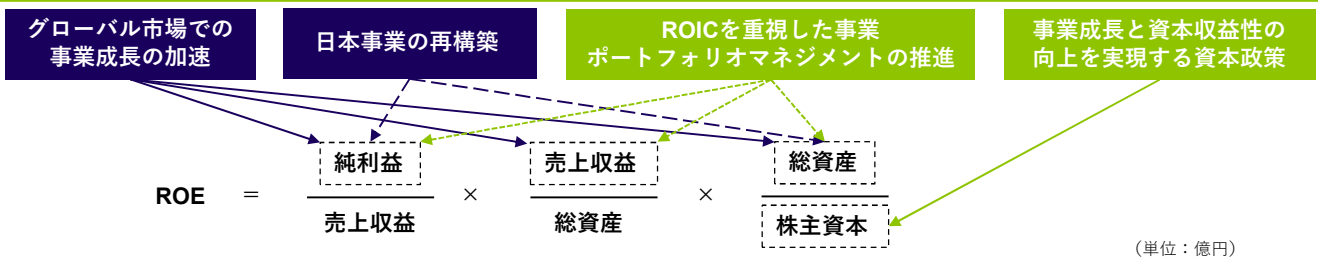 グローバル市場での
事業成長の加速
日本事業の再構築
ROICを重視した事業
ポートフォリオマネジメントの推進
事業成長と資本収益性の
向上を実現する資本政策
ROE = 純利益 × 売上収益 × 総資産
売上収益 総資産 株主資本
（単位：億円）